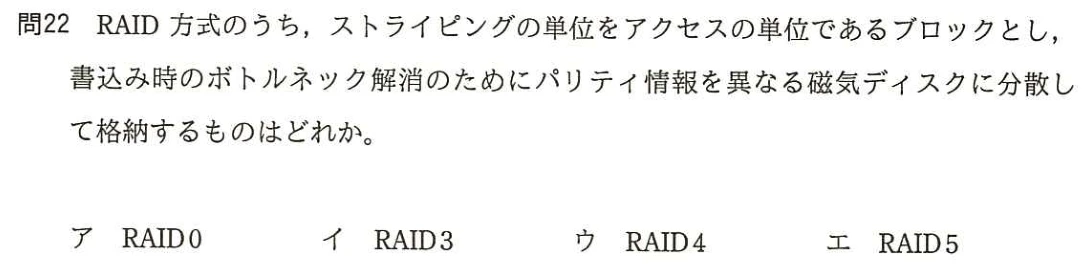 問22 RAID 方式のうち，ストライピングの単位をアクセスの単位であるブロックとし，
書込み時のボトルネック解消のためにパリティ情報を異なる磁気ディスクに分散し
て格納するものはどれか。
ア RAID0 イ RAID3 ウ RAID4 エ RAID5